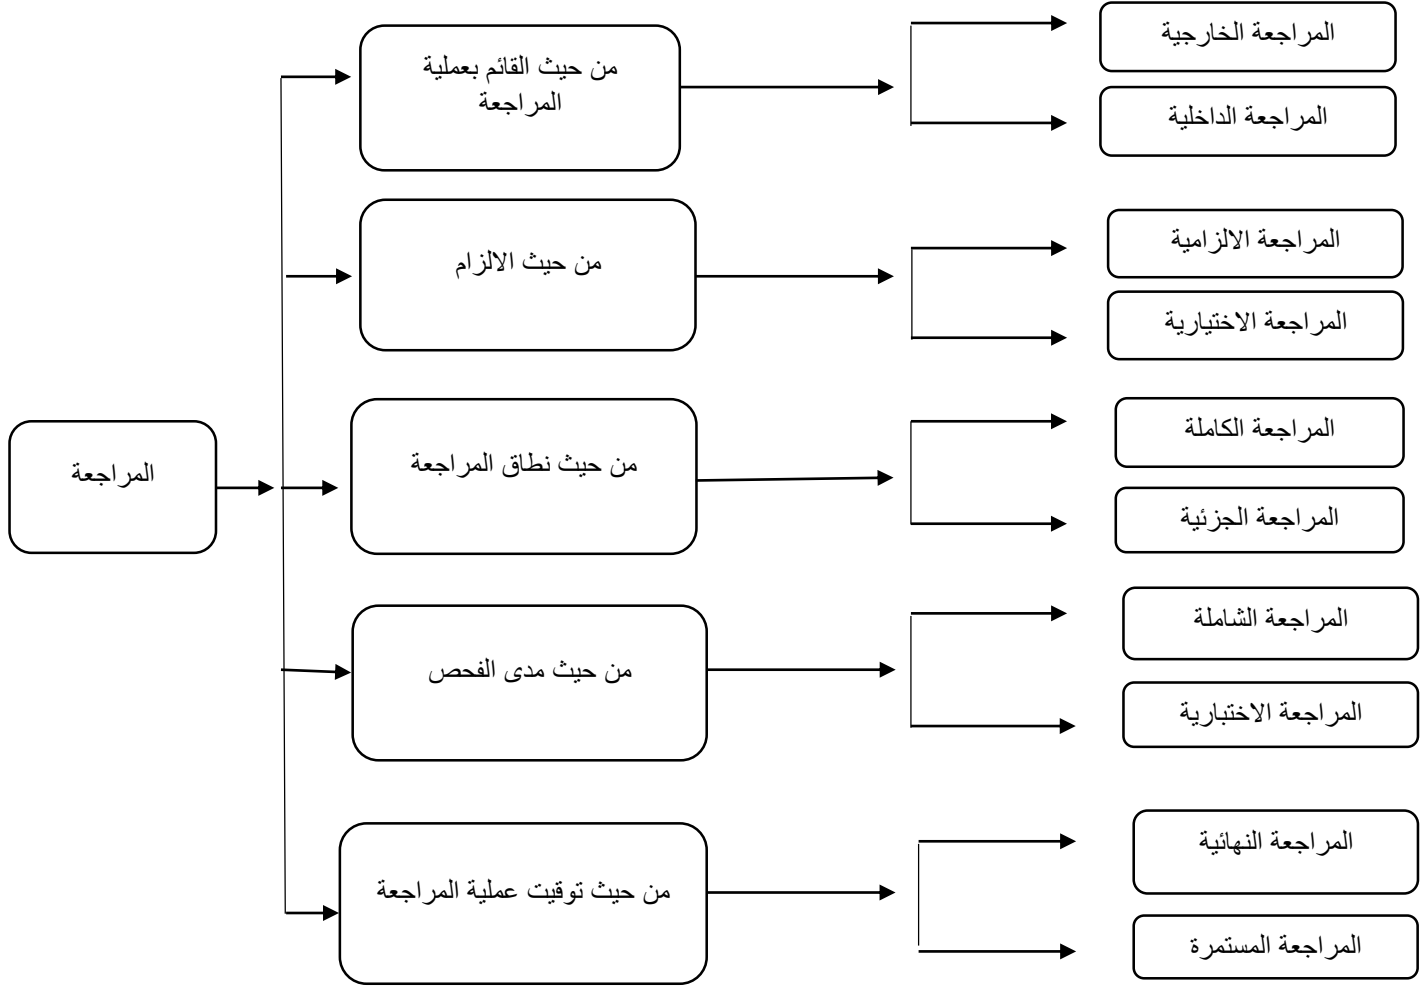 المراجعة
من حيث القائم بعملية
المراجعة
المراجعة الخارجية
المراجعة الداخلية
من حيث الالزام
المراجعة الالزامية
المراجعة الاختيارية
من حيث نطاق المراجعة
المراجعة الكاملة
المراجعة الجزئية
من حيث مدى الفحص
المراجعة الشاملة
المراجعة الاختبارية
من حيث توقيت عملية المراجعة
المراجعة النهائية
المراجعة المستمرة